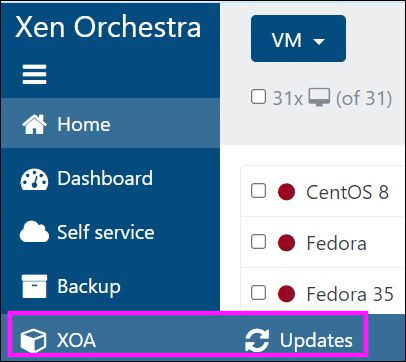 Xen Orchestra
VM
31x (of 31)
Home
Dashboard
CentOS 8
Self service
Fedora
Backup
Fedora 35
XOA
Updates